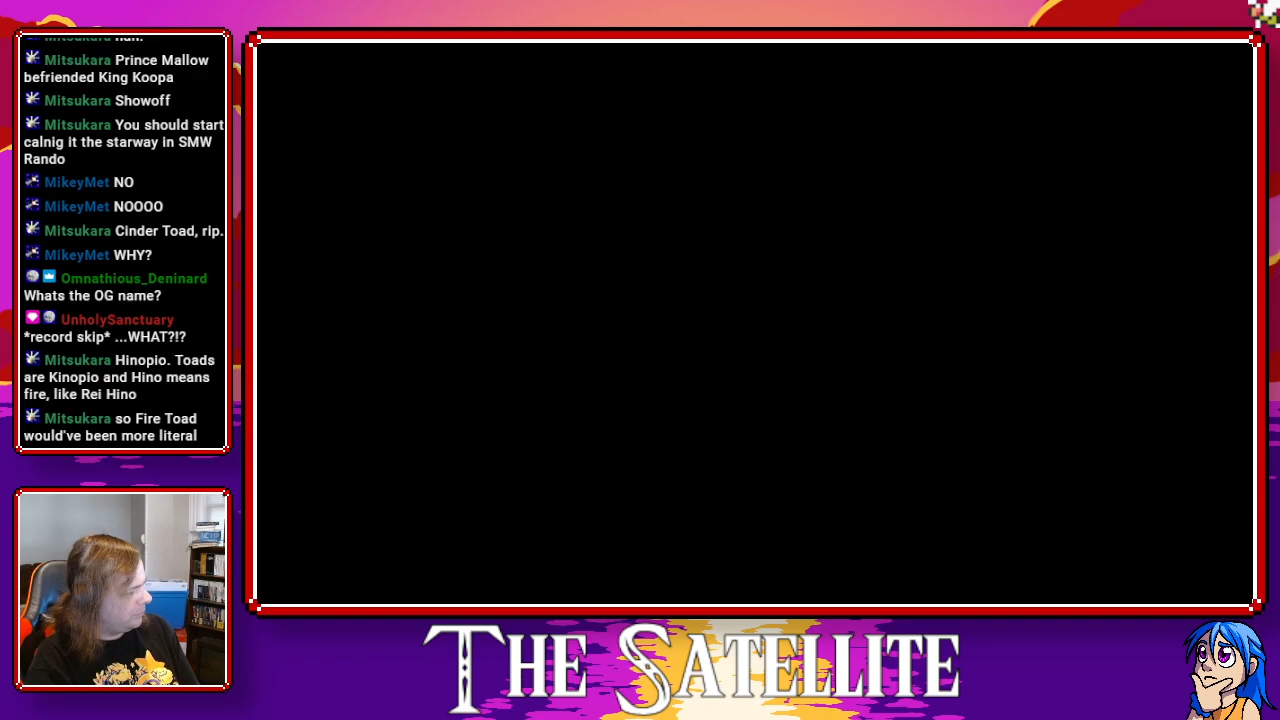 Mitsukara Prince Mallow
befriended King Koopa
Mitsukara Showoff
Mitsukara You should start
calnig it the starway in SMW
Rando
MikeyMet NO
MikeyMet NOOOO
Mitsukara Cinder Toad, rip.
MikeyMet WHY?
Omnathious_Deninard
Whats the OG name?
UnholySanctuary
*record skip* ...WHAT?!?
Mitsukara Hinopio. Toads
are Kinopio and Hino means
fire, like Rei Hino
Mitsukara so Fire Toad
would've been more literal
THE SATELLITE